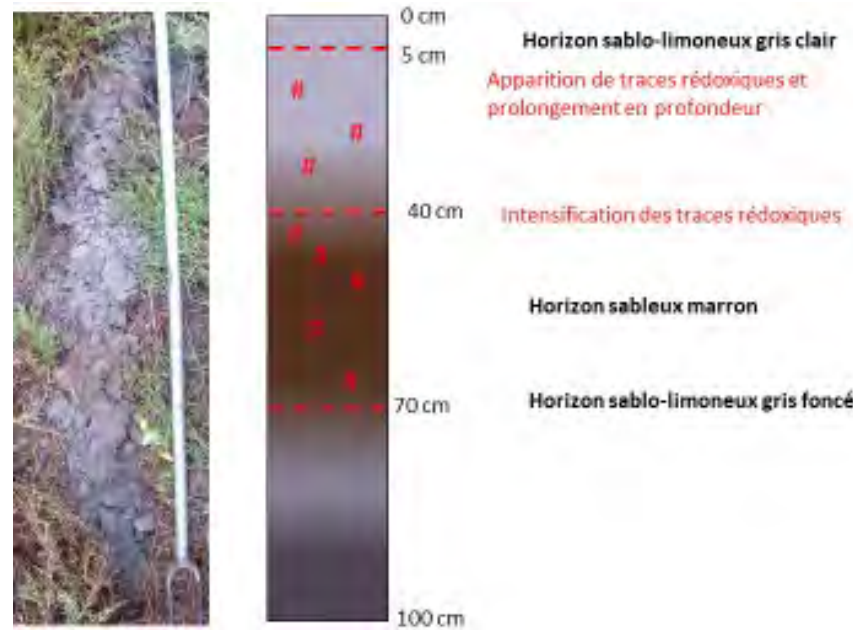 0 cm
Horizon sablo-limoneux gris clair
5 cm
Apparition de traces rédoxiques et
prolongement en profondeur
40 cm
Intensification des traces rédoxiques
Horizon sableux marron
70 cm
Horizon sablo-limoneux gris foncé
100 cm